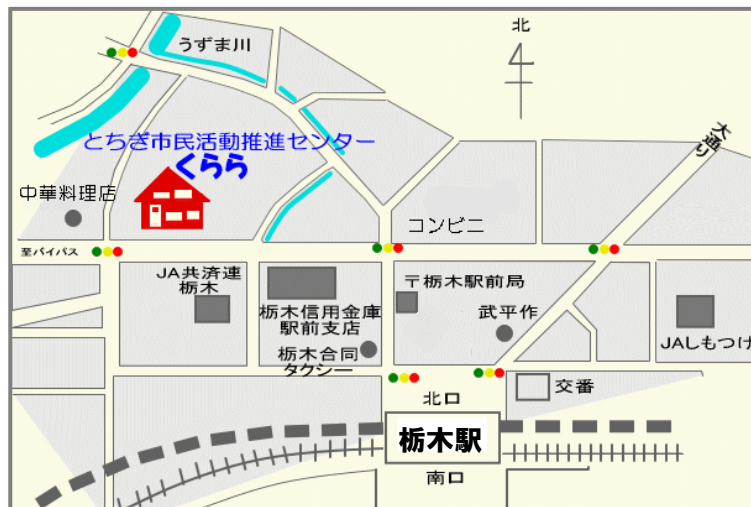 北
うずま川
大通り
とちぎ市民活動推進センター
くらら
中華料理店
コンビニ
至バイパス
JA共済連
栃木
〒栃木駅前局
栃木信用金庫
駅前支店
武平作
JAしもつけ
栃木合同
タクシー
交番
北口
栃木駅
南口